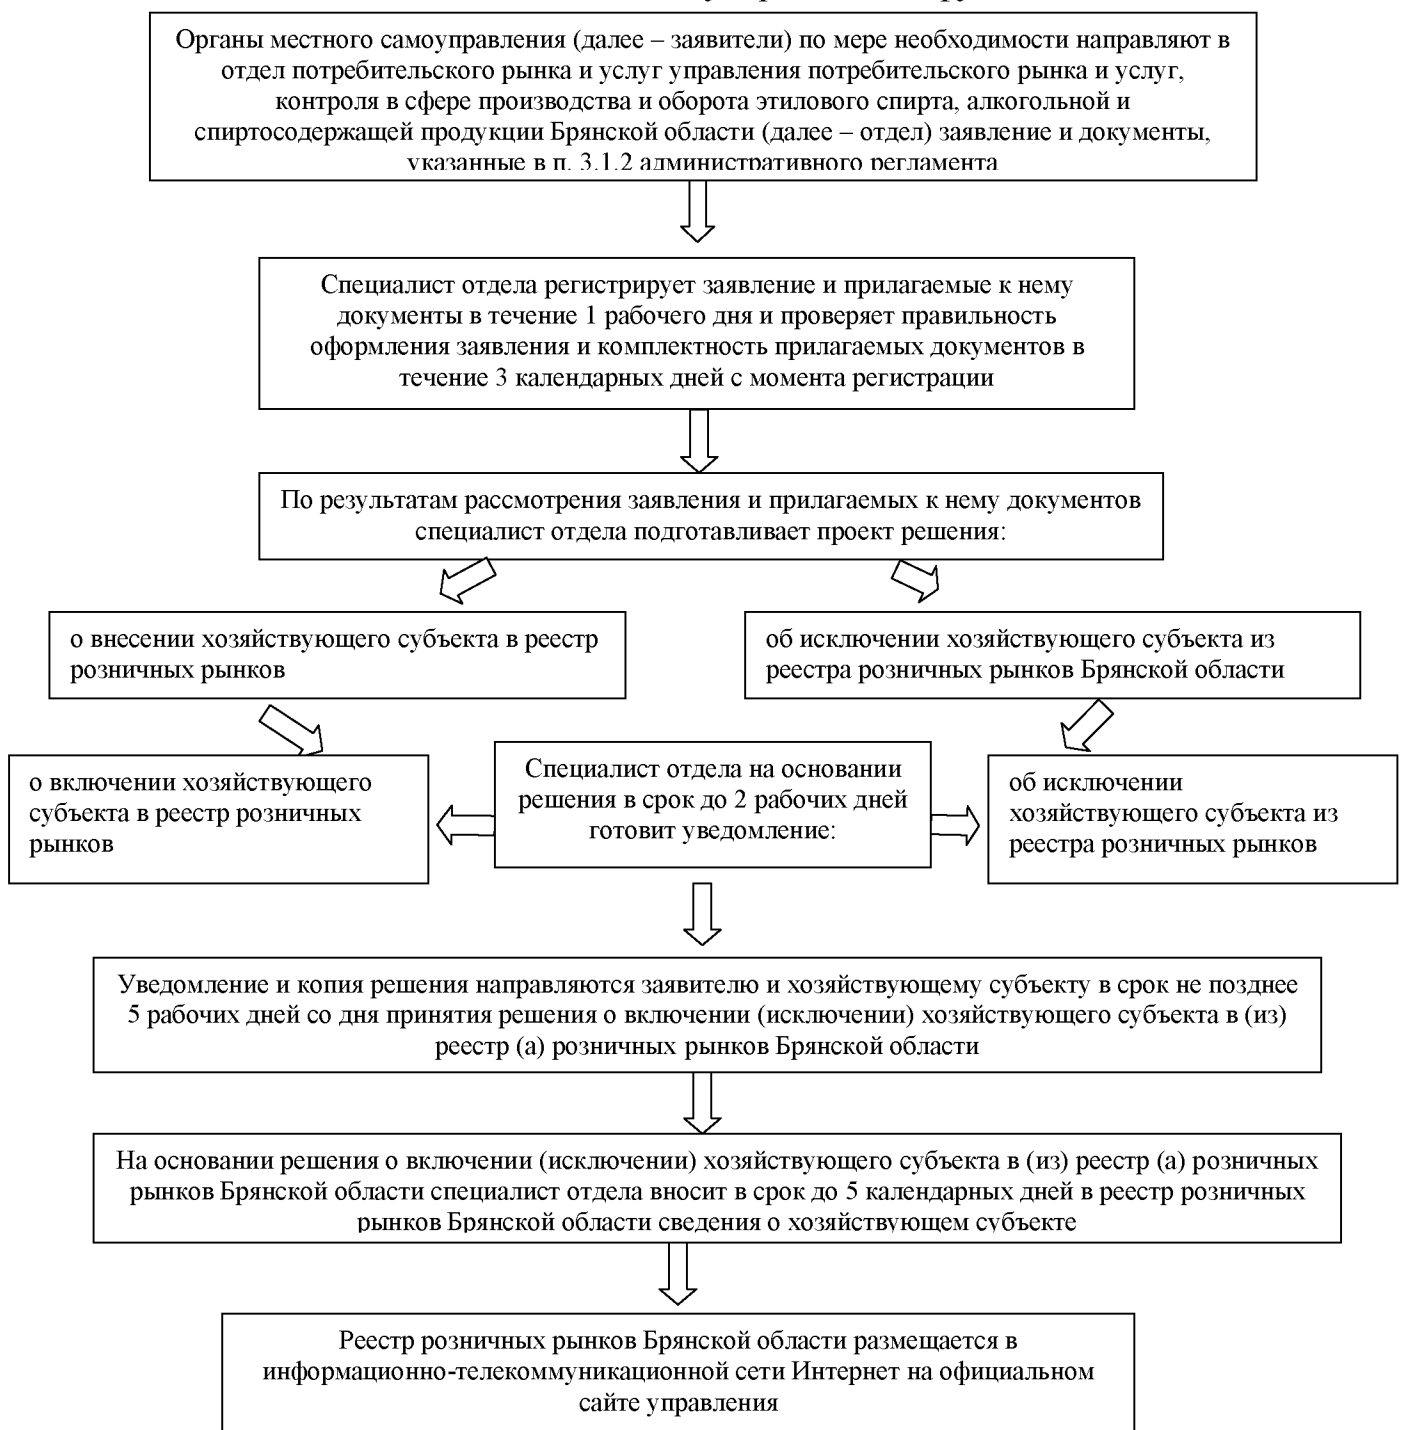 Органы местного самоуправления (далее – заявители) по мере необходимости направляют в
отдел потребительского рынка и услуг управления потребительского рынка и услуг,
контроля в сфере производства и оборота этилового спирта, алкогольной и
спиртосодержащей продукции Брянской области (далее – отдел) заявление и документы,
указанные в п. 3.1.2 административного регламента
Специалист отдела регистрирует заявление и прилагаемые к нему
документы в течение 1 рабочего дня и проверяет правильность
оформления заявления и комплектность прилагаемых документов в
течение 3 календарных дней с момента регистрации
По результатам рассмотрения заявления и прилагаемых к нему документов
специалист отдела подготавливает проект решения:
о внесении хозяйствующего субъекта в реестр
розничных рынков
об исключении хозяйствующего субъекта из
реестра розничных рынков Брянской области
о включении хозяйствующего
субъекта в реестр розничных
рынков
Специалист отдела на основании
решения в срок до 2 рабочих дней
готовит уведомление:
об исключении
хозяйствующего субъекта из
реестра розничных рынков
Уведомление и копия решения направляются заявителю и хозяйствующему субъекту в срок не позднее
5 рабочих дней со дня принятия решения о включении (исключении) хозяйствующего субъекта в (из)
реестр (а) розничных рынков Брянской области
На основании решения о включении (исключении) хозяйствующего субъекта в (из) реестр (а) розничных
рынков Брянской области специалист отдела вносит в срок до 5 календарных дней в реестр розничных
рынков Брянской области сведения о хозяйствующем субъекте
Реестр розничных рынков Брянской области размещается в
информационно-телекоммуникационной сети Интернет на официальном
сайте управления